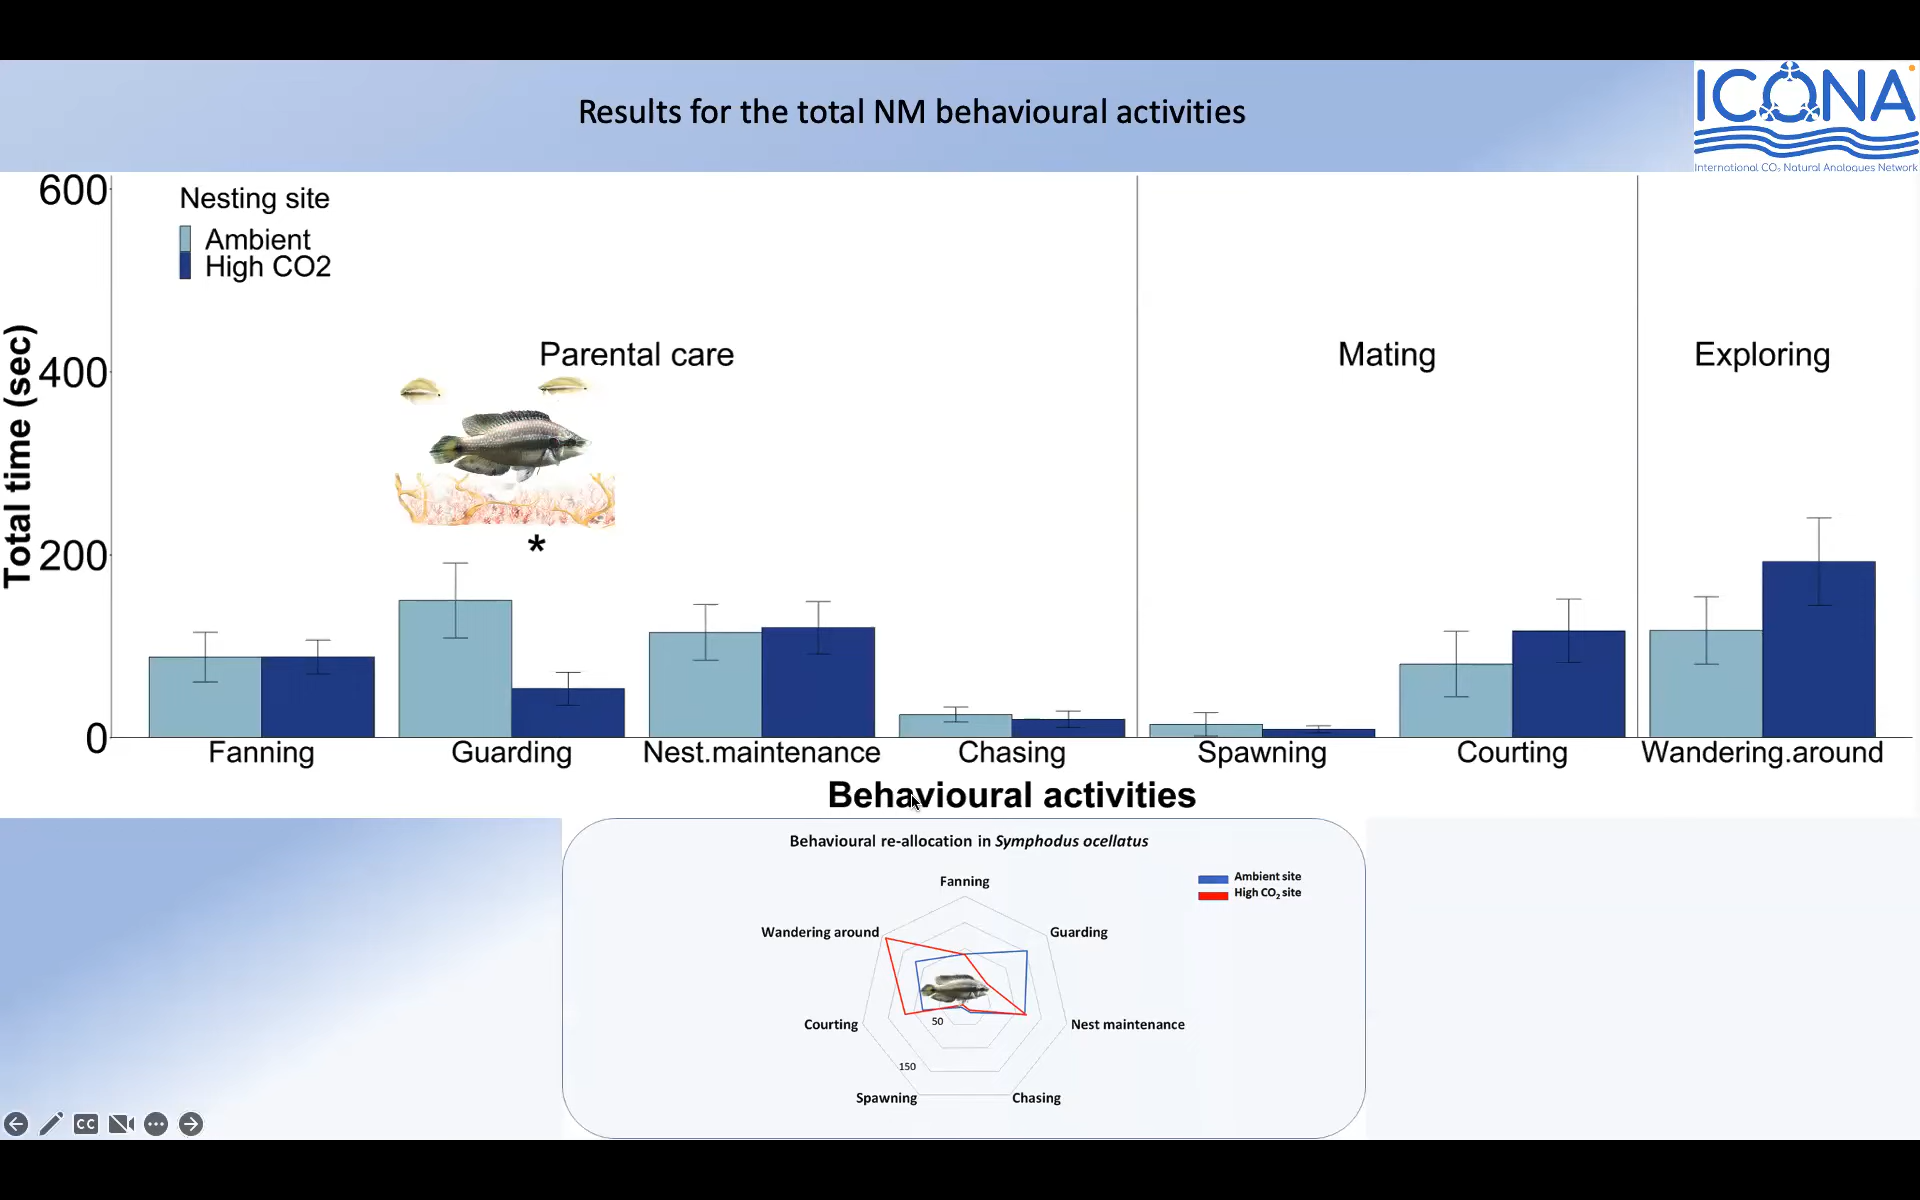 Results for the total NM behavioural activities
ICONA
International CO₂ Natural Analogues Network
600
400
200
0
Total time (sec)
Nesting site
Ambient
High CO2
Parental care
Mating
Exploring
*
Fanning
Guarding
Nest.maintenance
Chasing
Spawning
Courting
Wandering.around
Behavioural activities
Behavioural re-allocation in Symphodus ocellatus
Ambient site
High CO₂ site
Fanning
Wandering around
Guarding
Courting
50
Nest maintenance
150
Spawning
Chasing
CC